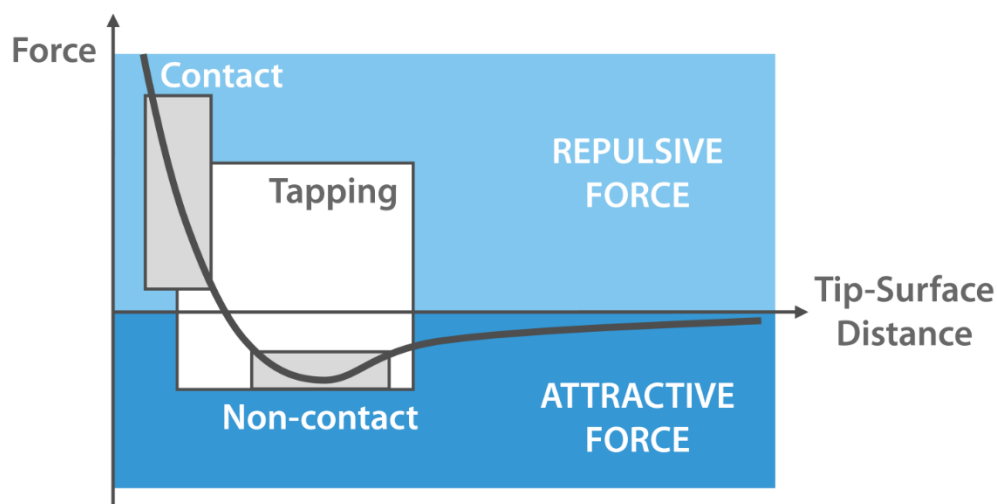 Force
Contact
REPULSIVE
FORCE
Tapping
Tip-Surface
Distance
Non-contact
ATTRACTIVE
FORCE